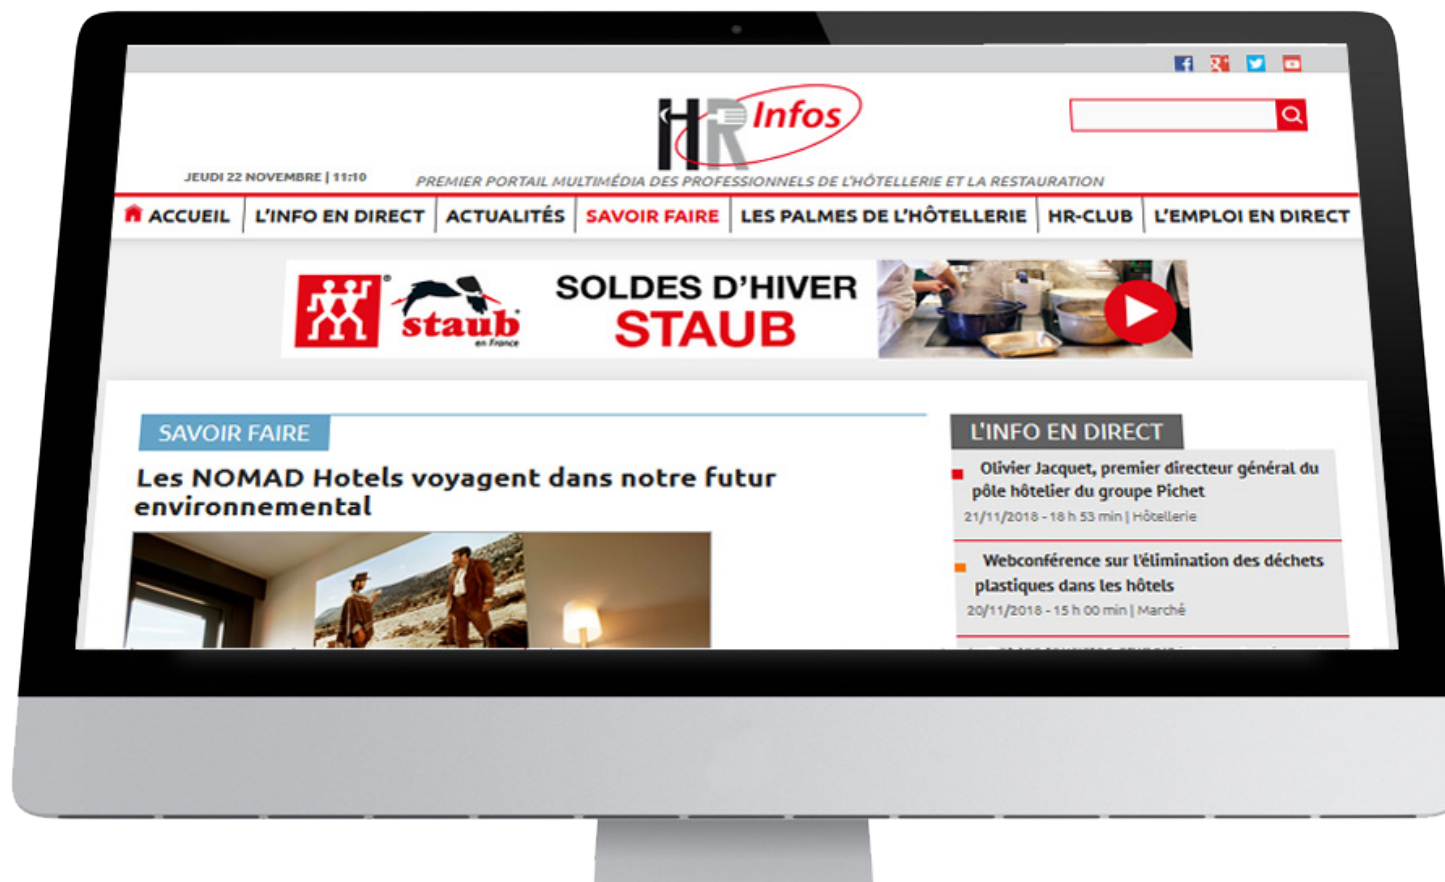 HR Infos
JEUDI 22 NOVEMBRE | 11:10
PREMIER PORTAIL MULTIMÉDIA DES PROFESSIONNELS DE L'HÔTELLERIE ET LA RESTAURATION
ACCUEIL L'INFO EN DIRECT ACTUALITÉS SAVOIR FAIRE LES PALMES DE L'HÔTELLERIE HR-CLUB L'EMPLOI EN DIRECT
staub
en France
SOLDES D'HIVER
STAUB
SAVOIR FAIRE
Les NOMAD Hotels voyagent dans notre futur
environnemental
L'INFO EN DIRECT
Olivier Jacquet, premier directeur général du
pôle hôtelier du groupe Pichet
21/11/2018 - 18 h 53 min | Hôtellerie
Webconférence sur l'élimination des déchets
plastiques dans les hôtels
20/11/2018 - 15 h 00 min | Marché